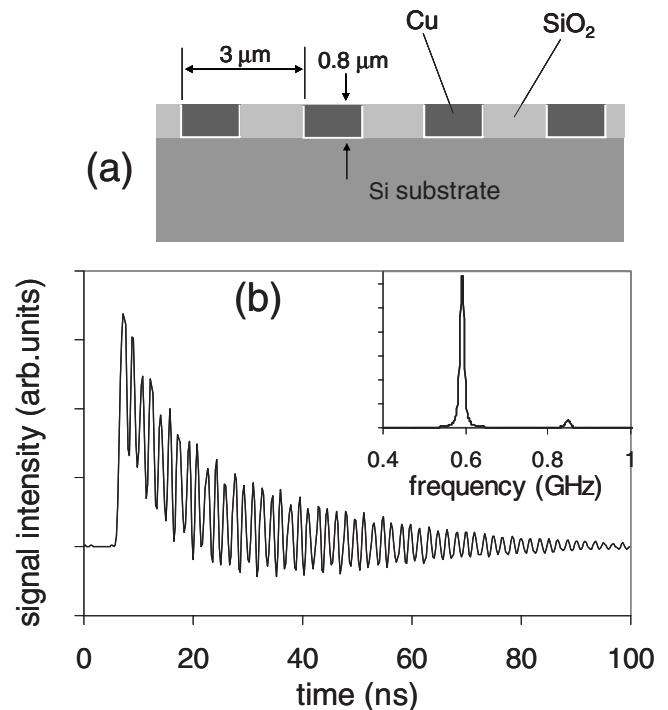 Cu
SiO₂
3 μm
0.8 μm
(a)
Si substrate
(b)
signal intensity (arb.units)
0.4
0.6
0.8
1
frequency (GHz)
0
20
40
60
80
100
time (ns)